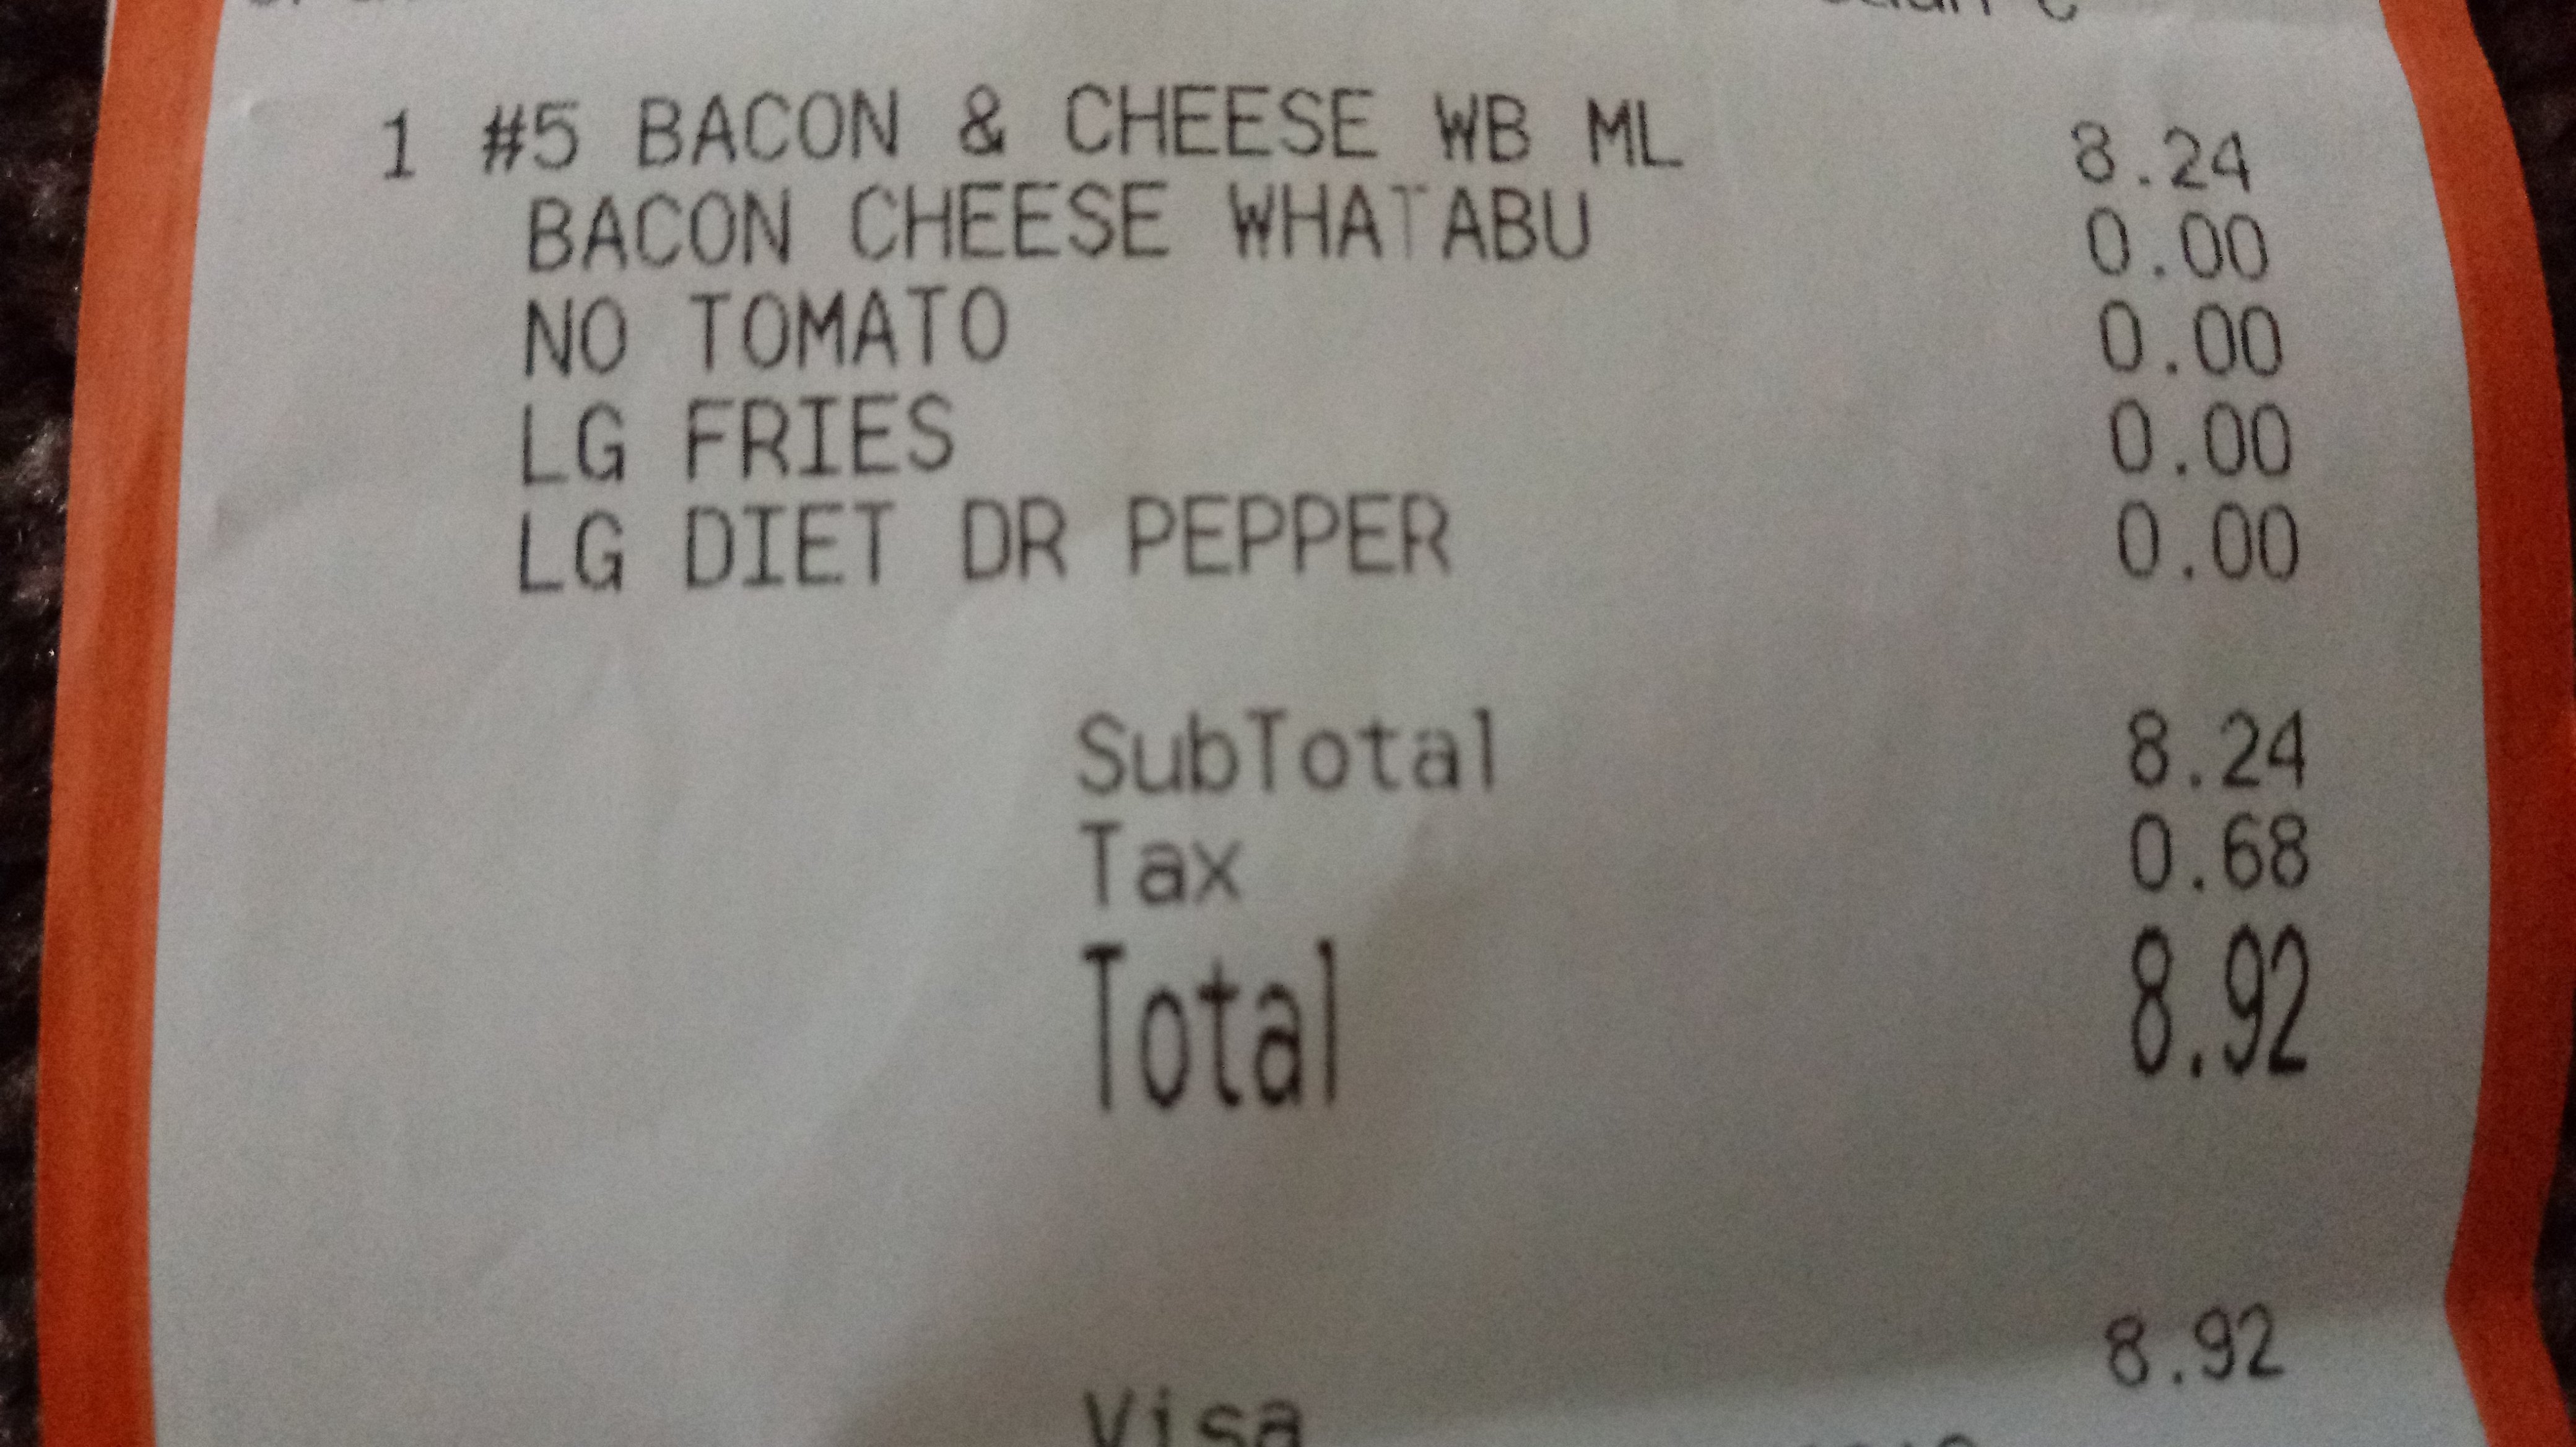 1 #5 BACON & CHEESE WB ML 8.24
BACON CHEESE WHATABU 0.00
NO TOMATO 0.00
LG FRIES 0.00
LG DIET DR PEPPER 0.00
SubTotal 8.24
Tax 0.68
Total 8.92
Visa 8.92